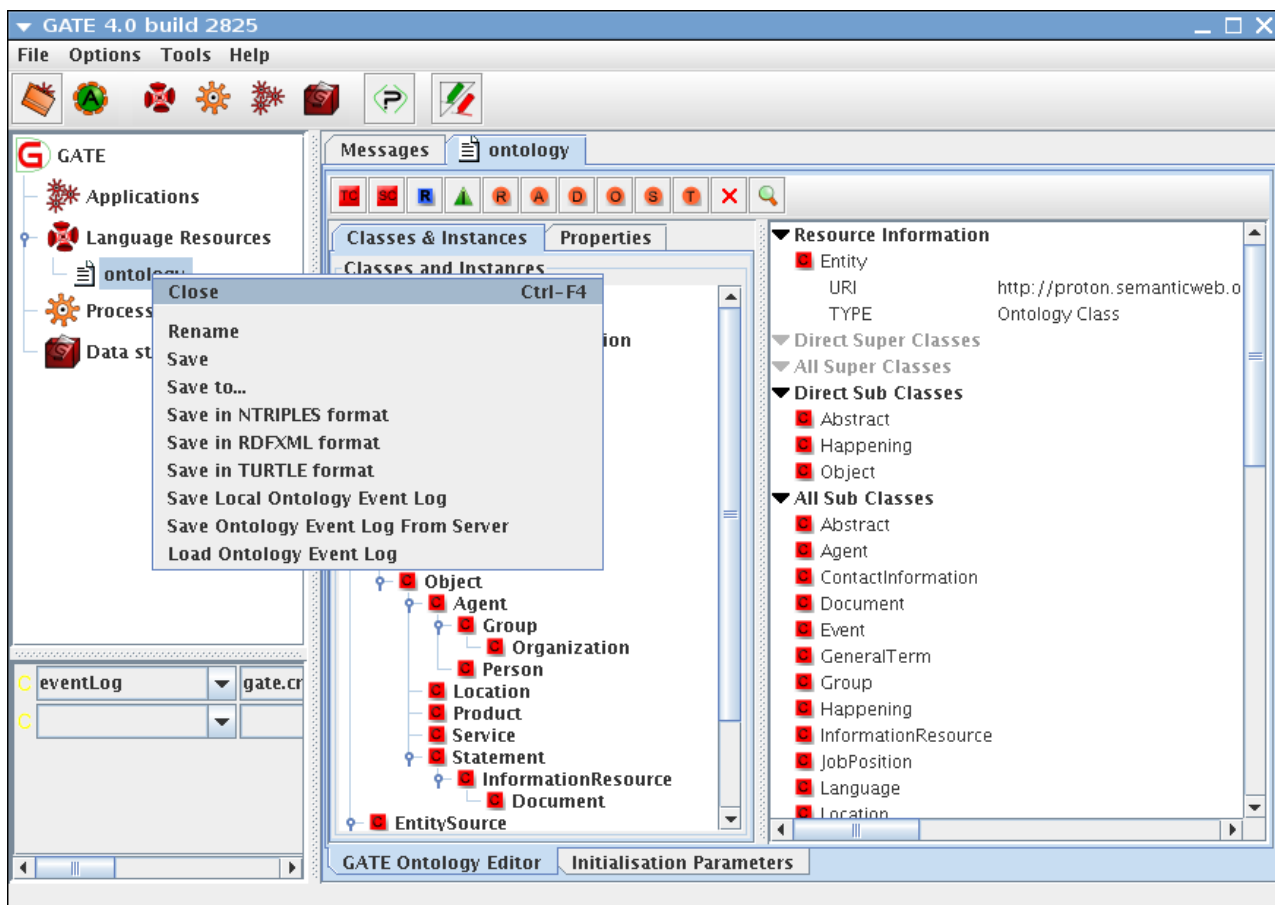 GATE 4.0 build 2825
File Options Tools Help
Messages ontology
GATE
Applications
Language Resources
Data st
TC SC R I R A D O S T
Classes & Instances Properties
Classes and Instances
Close Ctrl-F4
Rename
Save
Save to...
Save in NTRIPLES format
Save in RDFXML format
Save in TURTLE format
Save Local Ontology Event Log
Save Ontology Event Log From Server
Load Ontology Event Log
ion
Object
Agent
Group
Organization
Person
Location
Product
Service
Statement
InformationResource
Document
EntitySource
Resource Information
Entity
URI http://proton.semanticweb.o
TYPE Ontology Class
Direct Super Classes
All Super Classes
Direct Sub Classes
Abstract
Happening
Object
All Sub Classes
Abstract
Agent
ContactInformation
Document
Event
GeneralTerm
Group
Happening
InformationResource
JobPosition
Language
Location
eventLog gate.cr
GATE Ontology Editor Initialisation Parameters